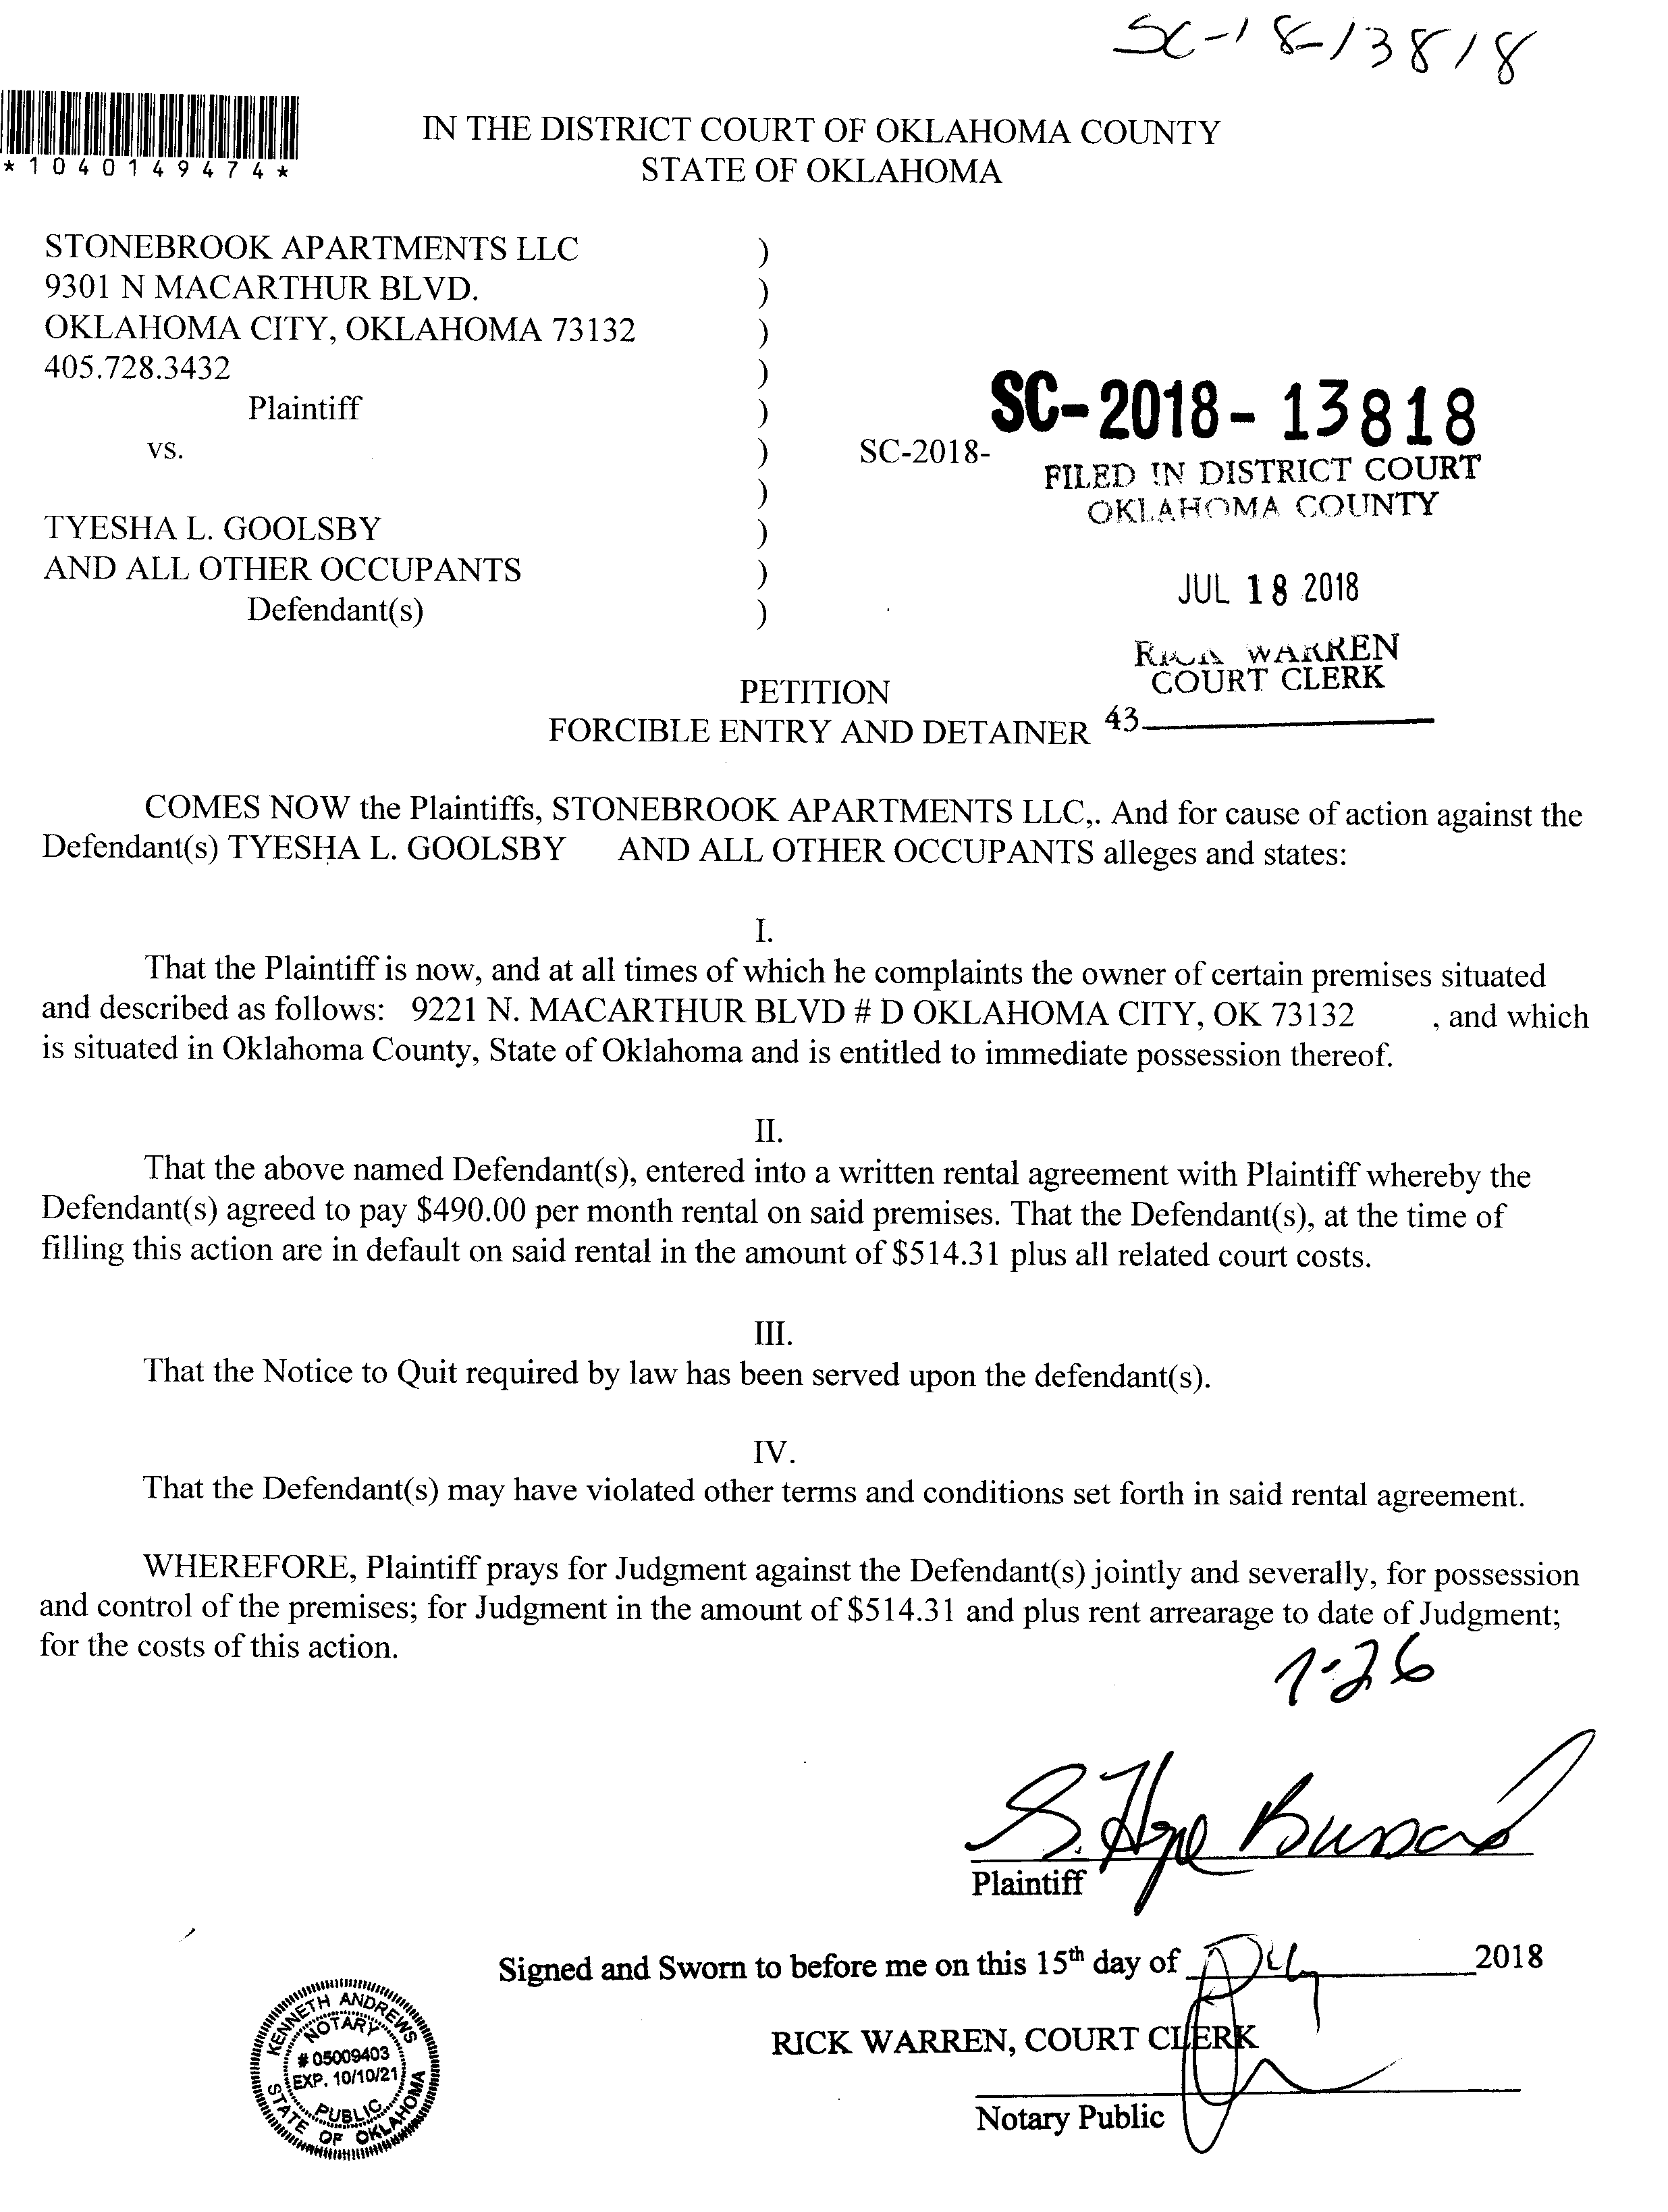 SC-18-13818
*1040149474*
IN THE DISTRICT COURT OF OKLAHOMA COUNTY
STATE OF OKLAHOMA
STONEBROOK APARTMENTS LLC )
9301 N MACARTHUR BLVD. )
OKLAHOMA CITY, OKLAHOMA 73132 )
405.728.3432 )
Plaintiff )
vs. ) SC-2018-
SC-2018-13818
)
FILED IN DISTRICT COURT
OKLAHOMA COUNTY
TYESHA L. GOOLSBY )
AND ALL OTHER OCCUPANTS )
Defendant(s) )
JUL 18 2018
RICK WARREN
COURT CLERK
43
PETITION
FORCIBLE ENTRY AND DETAINER
COMES NOW the Plaintiffs, STONEBROOK APARTMENTS LLC,. And for cause of action against the
Defendant(s) TYESHA L. GOOLSBY AND ALL OTHER OCCUPANTS alleges and states:
I.
That the Plaintiff is now, and at all times of which he complaints the owner of certain premises situated
and described as follows: 9221 N. MACARTHUR BLVD # D OKLAHOMA CITY, OK 73132 , and which
is situated in Oklahoma County, State of Oklahoma and is entitled to immediate possession thereof.
II.
That the above named Defendant(s), entered into a written rental agreement with Plaintiff whereby the
Defendant(s) agreed to pay $490.00 per month rental on said premises. That the Defendant(s), at the time of
filling this action are in default on said rental in the amount of $514.31 plus all related court costs.
III.
That the Notice to Quit required by law has been served upon the defendant(s).
IV.
That the Defendant(s) may have violated other terms and conditions set forth in said rental agreement.
WHEREFORE, Plaintiff prays for Judgment against the Defendant(s) jointly and severally, for possession
and control of the premises; for Judgment in the amount of $514.31 and plus rent arrearage to date of Judgment;
for the costs of this action.
7-26
Plaintiff
Signed and Sworn to before me on this 15th day of July 2018
RICK WARREN, COURT CLERK
Notary Public
KENNETH ANDREWS
NOTARY
# 05009403
EXP. 10/10/21
PUBLIC
STATE OF OKLAHOMA